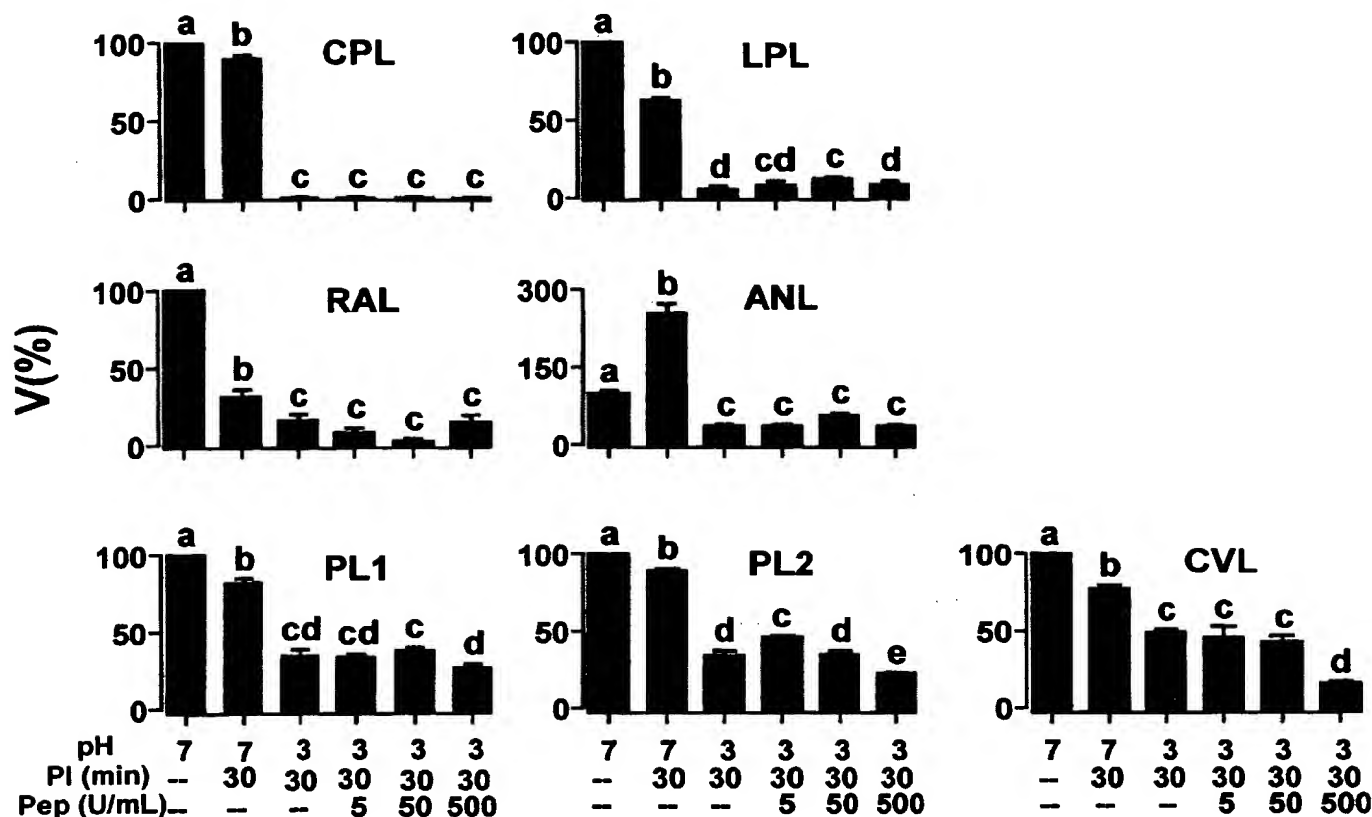 a b CPL
100
50
0
c c c c
a b LPL
100
50
0
d cd c d
V(%)
a RAL
100
50
0
b c c c c
b ANL
300
150
0
a c c c c
a b PL1
100
50
0
cd cd c d
a b PL2
100
50
0
d c d e
a b CVL
100
50
0
c c c d
pH 7 7 3 3 3 3 7 7 3 3 3 3 7 7 3 3 3 3
PI (min) -- 30 30 30 30 30 -- 30 30 30 30 30 -- 30 30 30 30 30
Pep (U/mL) -- -- -- 5 50 500 -- -- -- 5 50 500 -- -- -- 5 50 500